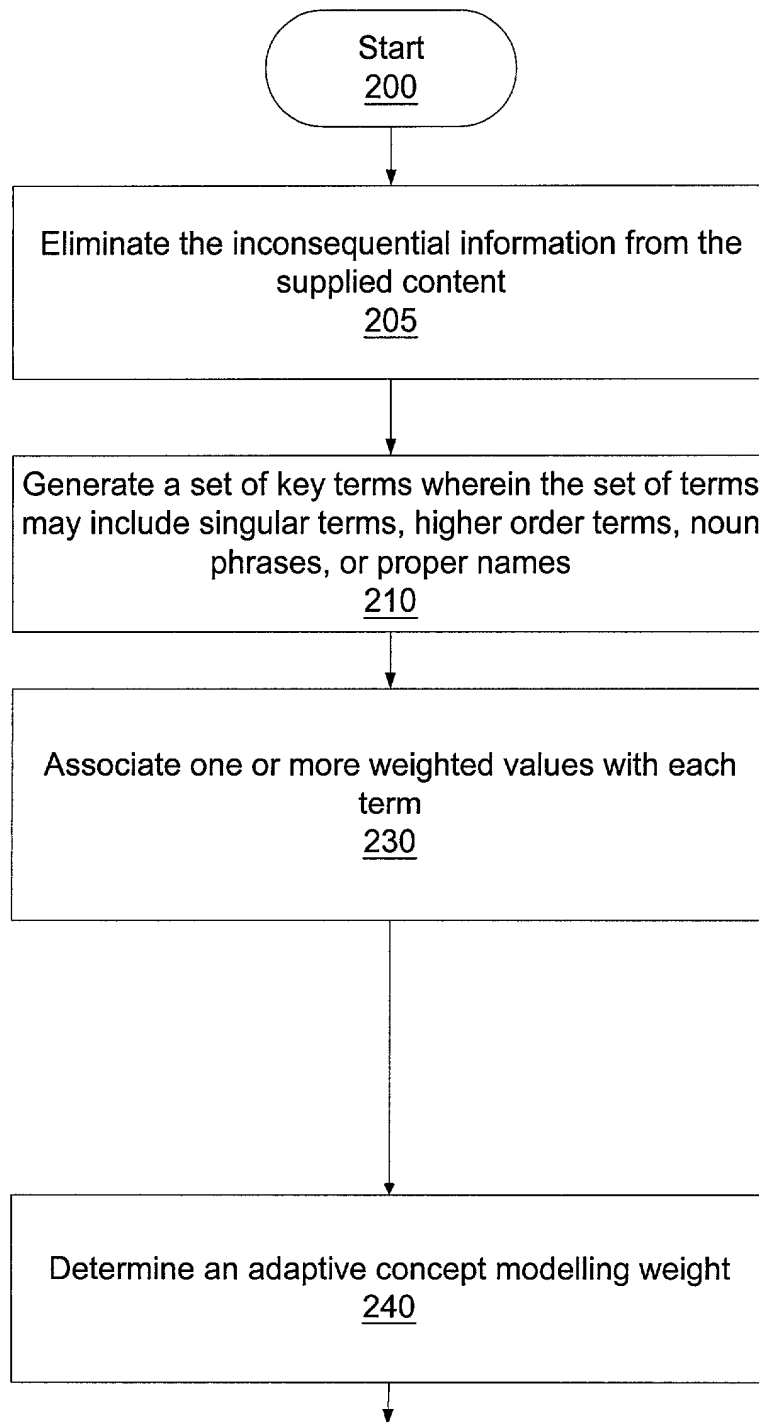 Start
200
Eliminate the inconsequential information from the
supplied content
205
Generate a set of key terms wherein the set of terms
may include singular terms, higher order terms, noun
phrases, or proper names
210
Associate one or more weighted values with each
term
230
Determine an adaptive concept modelling weight
240